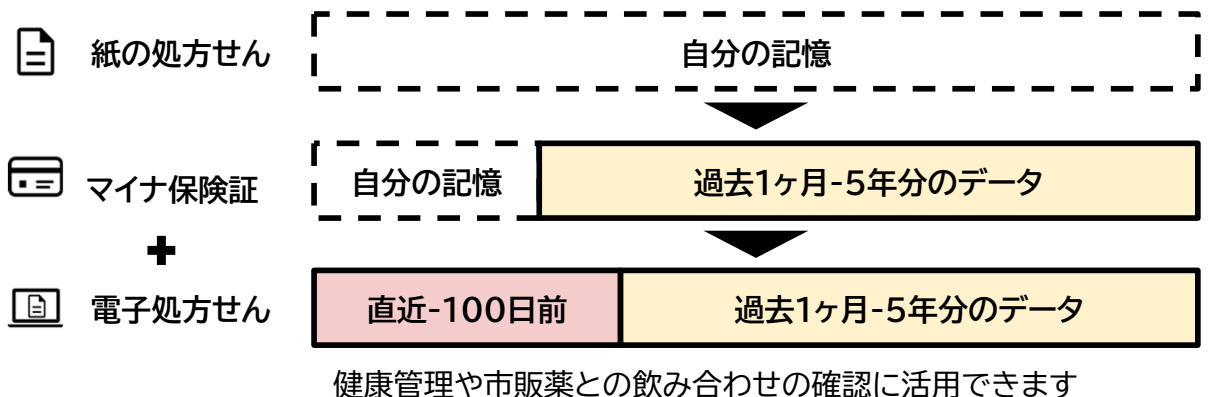 紙の処方せん
自分の記憶
マイナ保険証
自分の記憶
過去1ヶ月-5年分のデータ
電子処方せん
直近-100日前
過去1ヶ月-5年分のデータ
健康管理や市販薬との飲み合わせの確認に活用できます